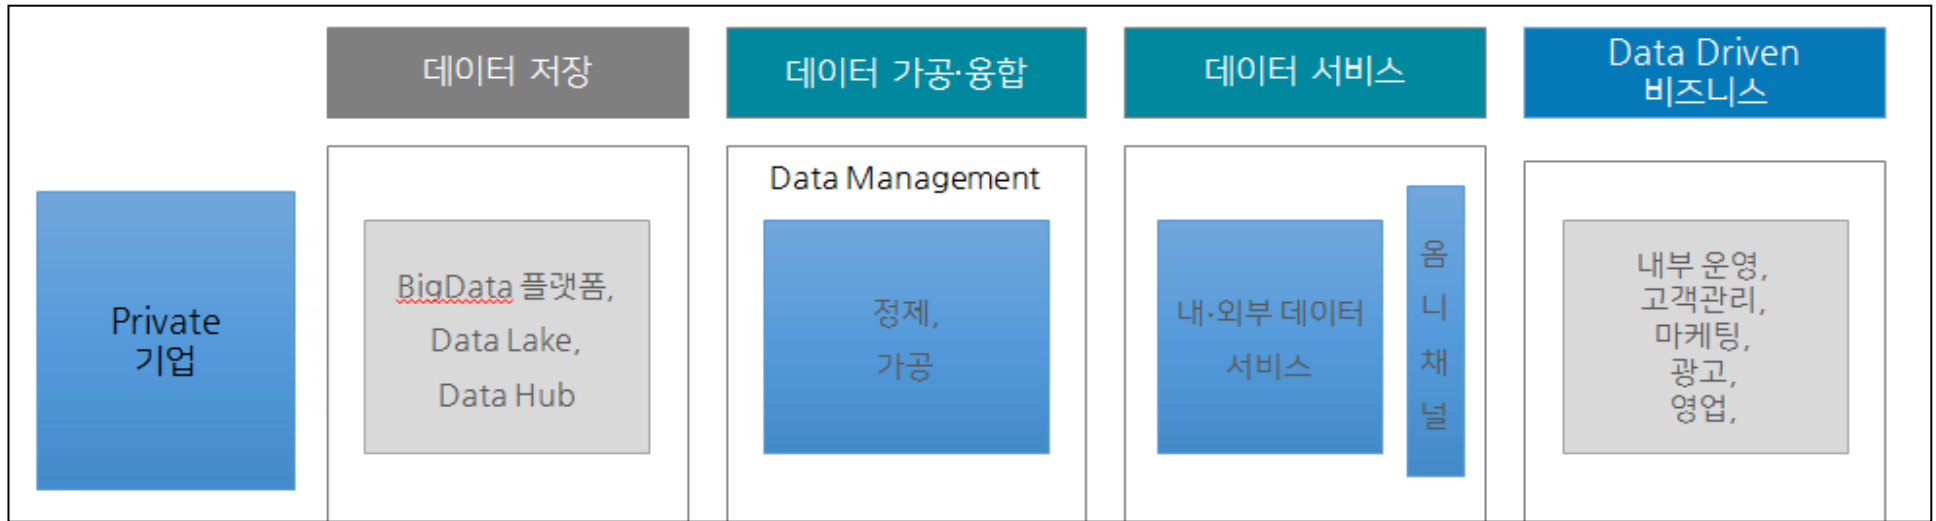 데이터 저장
데이터 가공·융합
데이터 서비스
Data Driven
비즈니스
Private
기업
BigData 플랫폼,
Data Lake,
Data Hub
Data Management
정제,
가공
내·외부 데이터
서비스
옴
니
채
널
내부 운영,
고객관리,
마케팅,
광고,
영업,